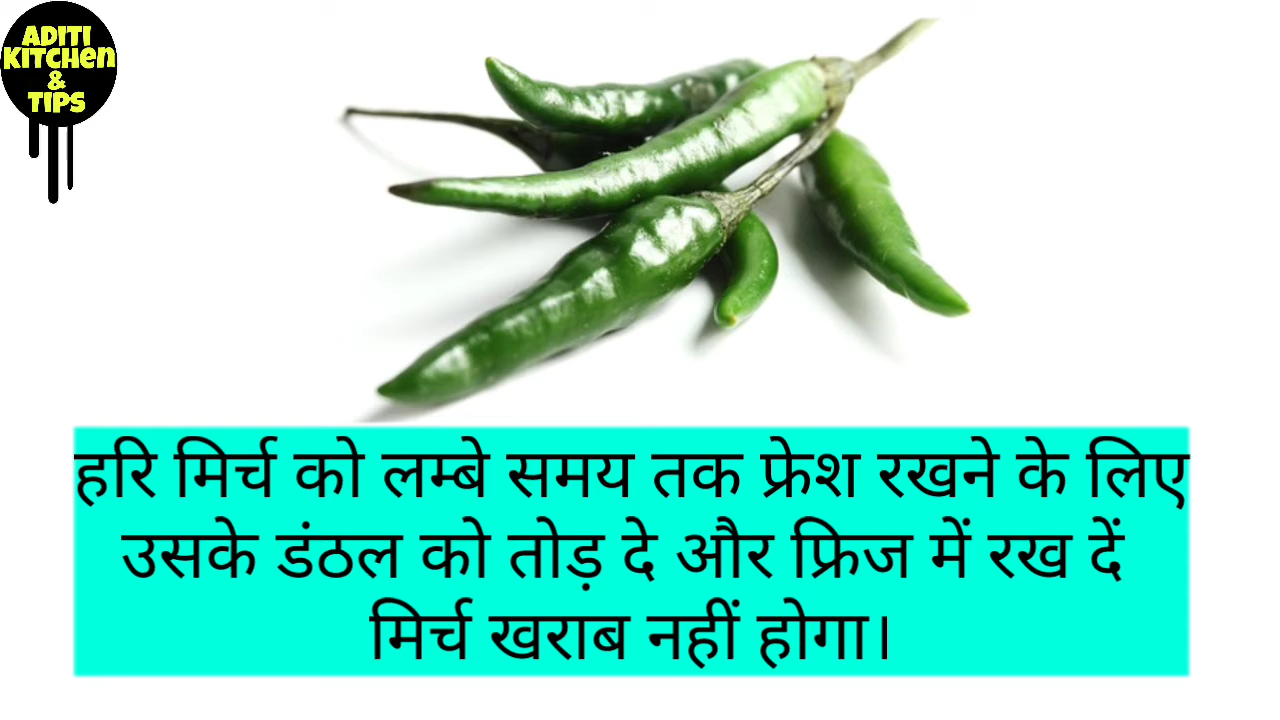 ADITI
KITCHEN
&
TIPS
हरि मिर्च को लम्बे समय तक फ्रेश रखने के लिए
उसके डंठल को तोड़ दे और फ्रिज में रख दें
मिर्च खराब नहीं होगा।